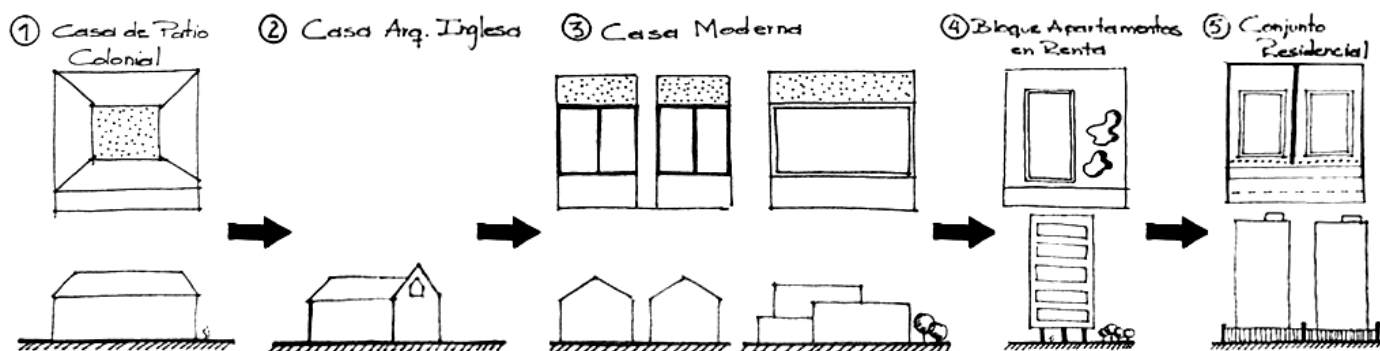 ① Casa de Patio
Colonial
② Casa Arq. Inglesa
③ Casa Moderna
④ Bloque Apartamentos
en Renta
⑤ Conjunto
Residencial